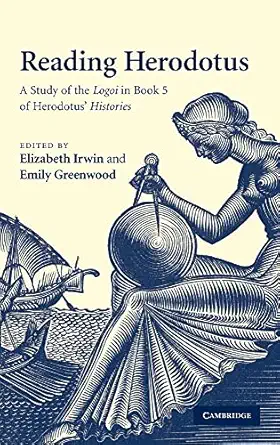 Reading Herodotus
A Study of the Logoi in Book 5
of Herodotus' Histories
EDITED BY
Elizabeth Irwin and
Emily Greenwood
CAMBRIDGE